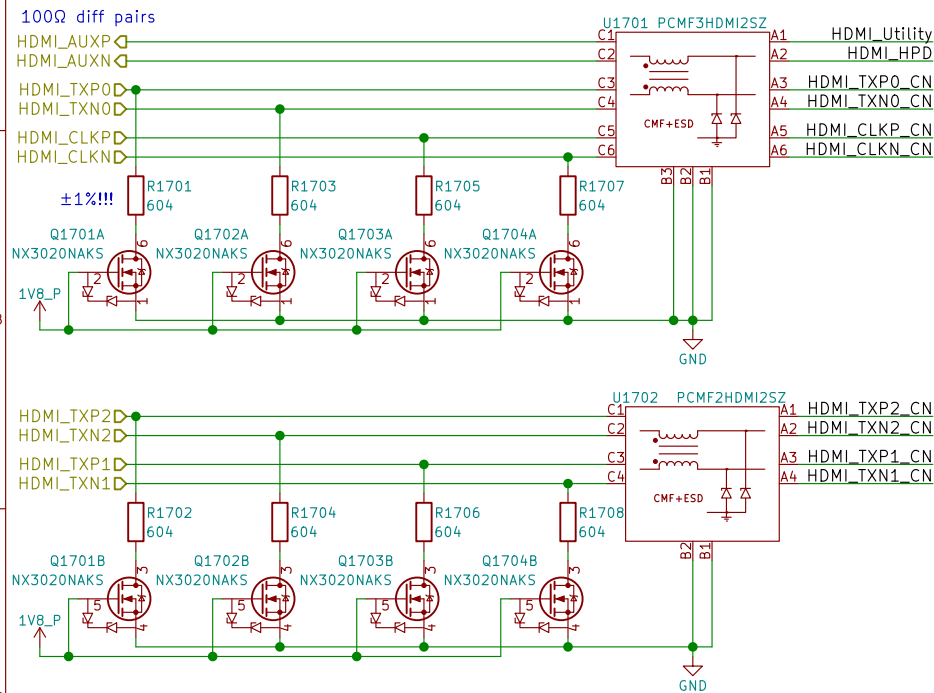 100Ω diff pairs
U1701 PCMF3HDMI2SZ
HDMI_AUXP C1 A1 HDMI_Utility
HDMI_AUXN C2 A2 HDMI_HPD
HDMI_TXP0 C3 A3 HDMI_TXP0_CN
HDMI_TXN0 C4 A4 HDMI_TXN0_CN
CMF+ESD
HDMI_CLKP C5 A5 HDMI_CLKP_CN
HDMI_CLKN C6 A6 HDMI_CLKN_CN
B3 B2 B1
±1%!!!
R1701 R1703 R1705 R1707
604 604 604 604
Q1701A Q1702A Q1703A Q1704A
NX3020NAKS NX3020NAKS NX3020NAKS NX3020NAKS
6 6 6 6
2 2 2 2
1V8_P
1 1 1 1
GND
U1702 PCMF2HDMI2SZ
HDMI_TXP2 C1 A1 HDMI_TXP2_CN
HDMI_TXN2 C2 A2 HDMI_TXN2_CN
HDMI_TXP1 C3 A3 HDMI_TXP1_CN
HDMI_TXN1 C4 A4 HDMI_TXN1_CN
CMF+ESD
R1702 R1704 R1706 R1708
604 604 604 604
B2 B1
Q1701B Q1702B Q1703B Q1704B
NX3020NAKS NX3020NAKS NX3020NAKS NX3020NAKS
3 3 3 3
5 5 5 5
1V8_P
4 4 4 4
GND